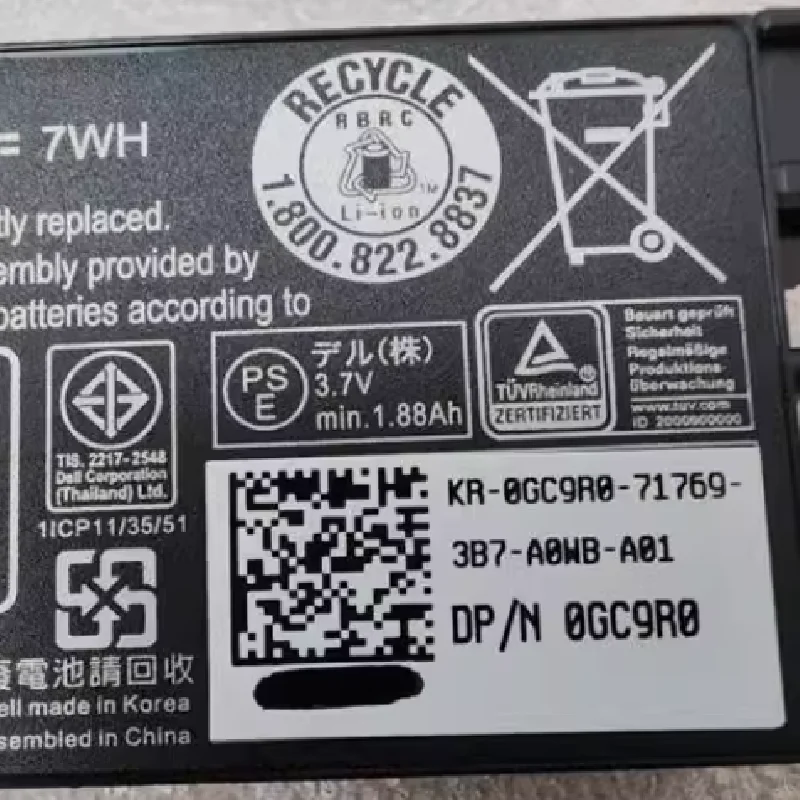 = 7WH
RECYCLE
RBRC
TM
Li-ion
1.800.822.8837
tly replaced.
embly provided by
batteries according to
TIS. 2217-2548
Dell Corporation
(Thailand) Ltd.
1ICP11/35/51
PS
E
デル(株)
3.7V
min.1.88Ah
TÜVRheinland
ZERTIFIZIERT
Bauart geprüft
Sicherheit
Regelmäßige
Produktions-
überwachung
www.tuv.com
ID 2000000000
KR-0GC9R0-71769-
3B7-A0WB-A01
DP/N 0GC9R0
廢電池請回收
ell made in Korea
sembled in China